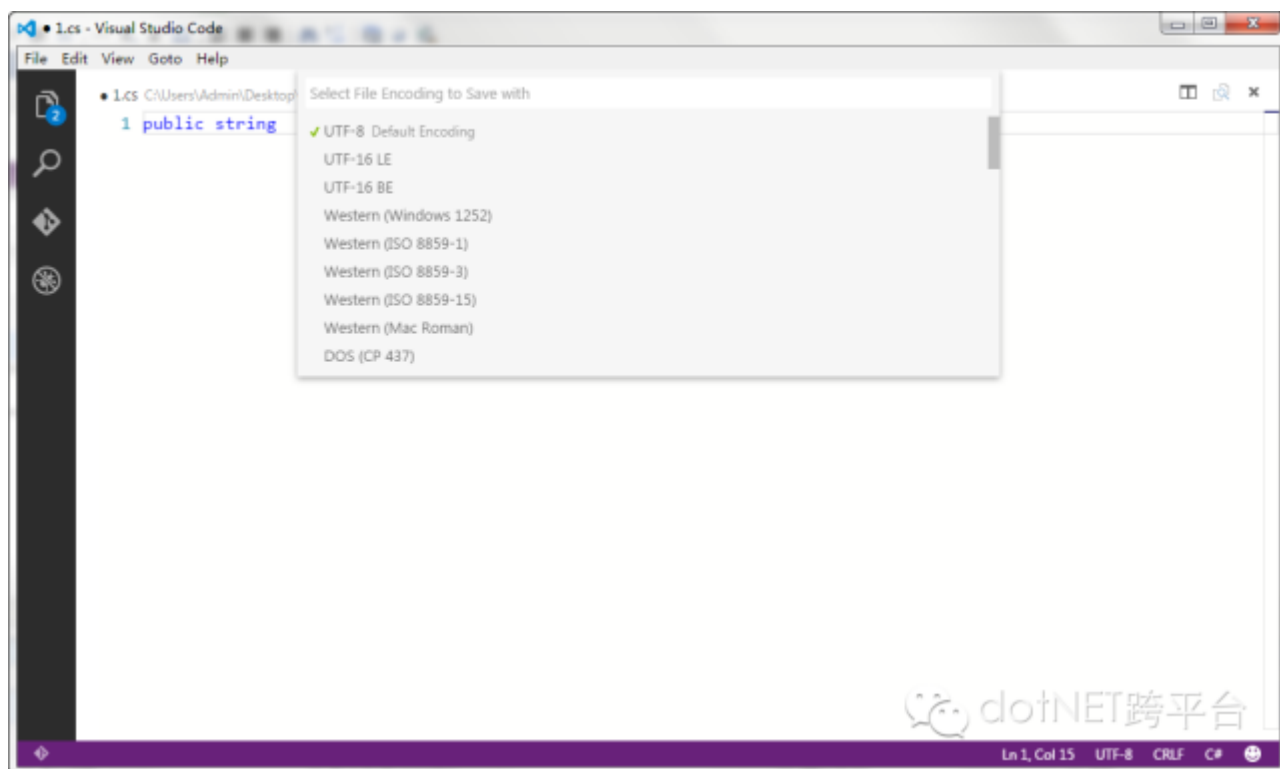 1.cs - Visual Studio Code
File Edit View Goto Help
1.cs C:\Users\Admin\Desktop
Select File Encoding to Save with
2
1 public string
UTF-8 Default Encoding
UTF-16 LE
UTF-16 BE
Western (Windows 1252)
Western (ISO 8859-1)
Western (ISO 8859-3)
Western (ISO 8859-15)
Western (Mac Roman)
DOS (CP 437)
dotNET跨平台
Ln 1, Col 15 UTF-8 CRLF C#